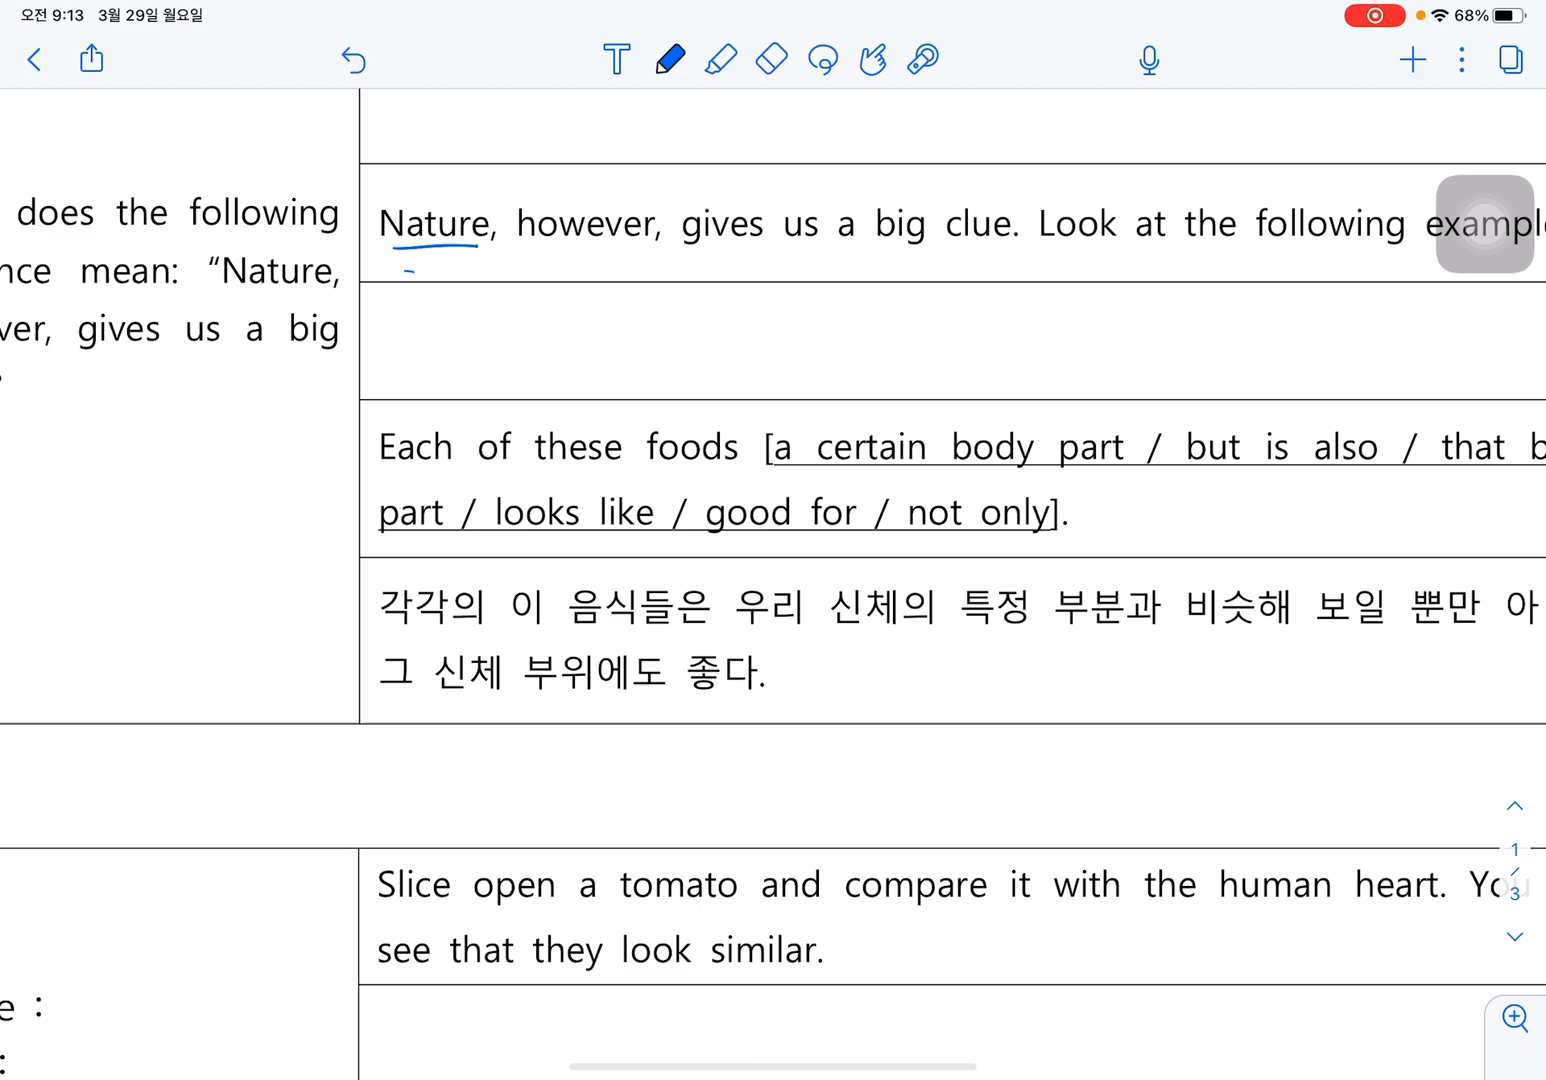 오전 9:13 3월 29일 월요일
68%
does the following
nce mean: “Nature,
ver, gives us a big
Nature, however, gives us a big clue. Look at the following exampl
Each of these foods [a certain body part / but is also / that b
part / looks like / good for / not only].
각각의 이 음식들은 우리 신체의 특정 부분과 비슷해 보일 뿐만 아
그 신체 부위에도 좋다.
Slice open a tomato and compare it with the human heart. You
see that they look similar.
e :
:
1
/
3